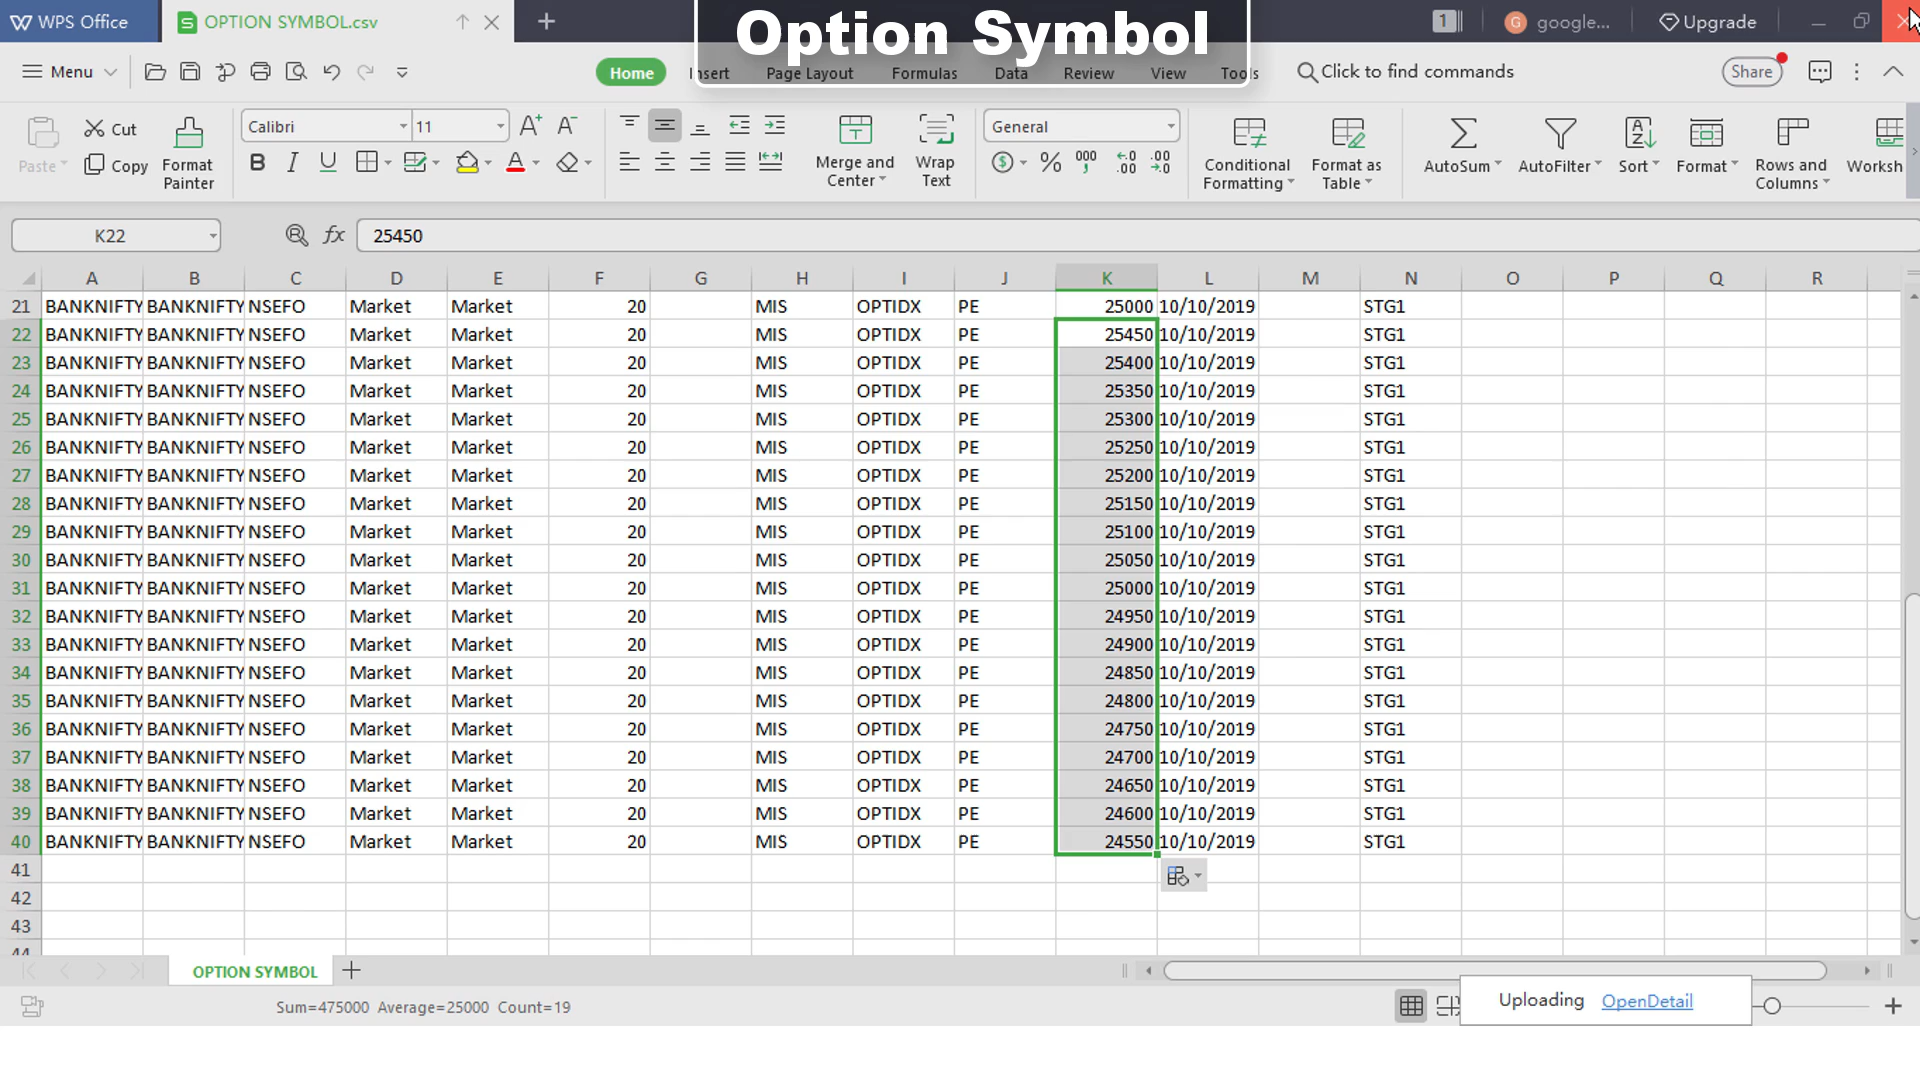 WPS Office
OPTION SYMBOL.csv
Option Symbol
1
G google...
Upgrade
Menu
Home
Insert
Page Layout
Formulas
Data
Review
View
Tools
Click to find commands
Share
Paste
Cut
Copy
Format
Painter
Calibri
11
Merge and
Center
Wrap
Text
General
Conditional
Formatting
Format as
Table
AutoSum
AutoFilter
Sort
Format
Rows and
Columns
Worksh
K22
fx
25450
A B C D E F G H I J K L M N O P Q R
21 BANKNIFTY BANKNIFTY NSEFO Market Market 20 MIS OPTIDX PE 25000 10/10/2019 STG1
22 BANKNIFTY BANKNIFTY NSEFO Market Market 20 MIS OPTIDX PE 25450 10/10/2019 STG1
23 BANKNIFTY BANKNIFTY NSEFO Market Market 20 MIS OPTIDX PE 25400 10/10/2019 STG1
24 BANKNIFTY BANKNIFTY NSEFO Market Market 20 MIS OPTIDX PE 25350 10/10/2019 STG1
25 BANKNIFTY BANKNIFTY NSEFO Market Market 20 MIS OPTIDX PE 25300 10/10/2019 STG1
26 BANKNIFTY BANKNIFTY NSEFO Market Market 20 MIS OPTIDX PE 25250 10/10/2019 STG1
27 BANKNIFTY BANKNIFTY NSEFO Market Market 20 MIS OPTIDX PE 25200 10/10/2019 STG1
28 BANKNIFTY BANKNIFTY NSEFO Market Market 20 MIS OPTIDX PE 25150 10/10/2019 STG1
29 BANKNIFTY BANKNIFTY NSEFO Market Market 20 MIS OPTIDX PE 25100 10/10/2019 STG1
30 BANKNIFTY BANKNIFTY NSEFO Market Market 20 MIS OPTIDX PE 25050 10/10/2019 STG1
31 BANKNIFTY BANKNIFTY NSEFO Market Market 20 MIS OPTIDX PE 25000 10/10/2019 STG1
32 BANKNIFTY BANKNIFTY NSEFO Market Market 20 MIS OPTIDX PE 24950 10/10/2019 STG1
33 BANKNIFTY BANKNIFTY NSEFO Market Market 20 MIS OPTIDX PE 24900 10/10/2019 STG1
34 BANKNIFTY BANKNIFTY NSEFO Market Market 20 MIS OPTIDX PE 24850 10/10/2019 STG1
35 BANKNIFTY BANKNIFTY NSEFO Market Market 20 MIS OPTIDX PE 24800 10/10/2019 STG1
36 BANKNIFTY BANKNIFTY NSEFO Market Market 20 MIS OPTIDX PE 24750 10/10/2019 STG1
37 BANKNIFTY BANKNIFTY NSEFO Market Market 20 MIS OPTIDX PE 24700 10/10/2019 STG1
38 BANKNIFTY BANKNIFTY NSEFO Market Market 20 MIS OPTIDX PE 24650 10/10/2019 STG1
39 BANKNIFTY BANKNIFTY NSEFO Market Market 20 MIS OPTIDX PE 24600 10/10/2019 STG1
40 BANKNIFTY BANKNIFTY NSEFO Market Market 20 MIS OPTIDX PE 24550 10/10/2019 STG1
41
42
43
44
OPTION SYMBOL
Sum=475000 Average=25000 Count=19
Uploading OpenDetail